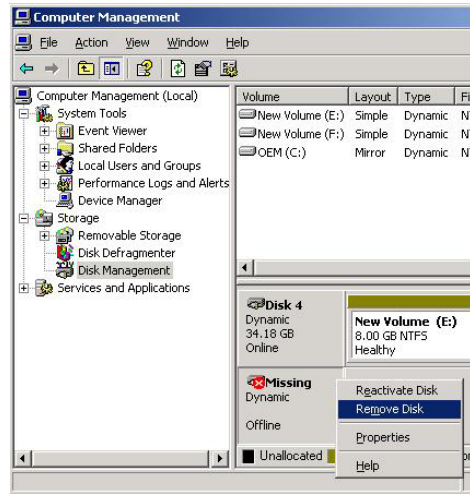 Computer Management
File Action View Window Help
Computer Management (Local)
System Tools
Event Viewer
Shared Folders
Local Users and Groups
Performance Logs and Alerts
Device Manager
Storage
Removable Storage
Disk Defragmenter
Disk Management
Services and Applications
Volume Layout Type
New Volume (E:) Simple Dynamic
New Volume (F:) Simple Dynamic
OEM (C:) Mirror Dynamic
Disk 4
Dynamic
34.18 GB
Online
New Volume (E:)
8.00 GB NTFS
Healthy
Missing
Dynamic
Offline
Reactivate Disk
Remove Disk
Properties
Help
Unallocated